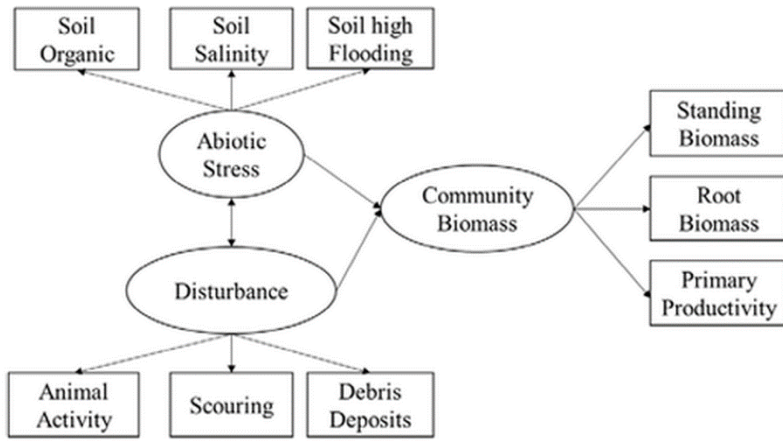 Soil
Organic
Soil
Salinity
Soil high
Flooding
Abiotic
Stress
Standing
Biomass
Community
Biomass
Root
Biomass
Disturbance
Primary
Productivity
Animal
Activity
Scouring
Debris
Deposits